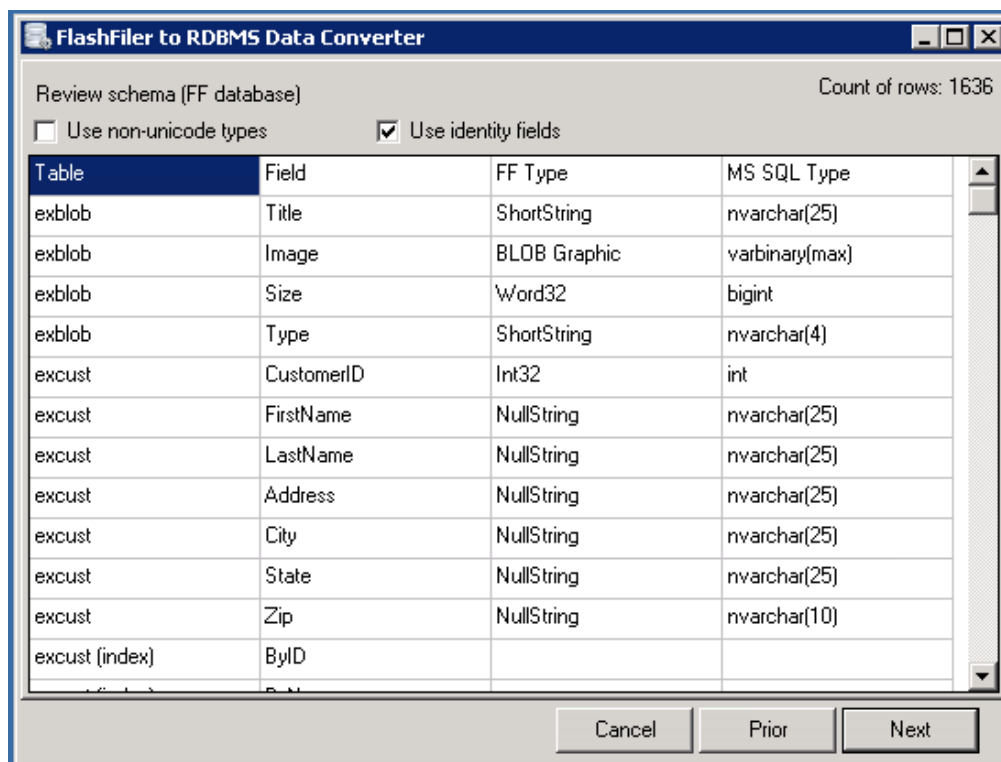 FlashFiler to RDBMS Data Converter
Review schema (FF database) Count of rows: 1636
Use non-unicode types Use identity fields
Table Field FF Type MS SQL Type
exblob Title ShortString nvarchar(25)
exblob Image BLOB Graphic varbinary(max)
exblob Size Word32 bigint
exblob Type ShortString nvarchar(4)
excust CustomerID Int32 int
excust FirstName NullString nvarchar(25)
excust LastName NullString nvarchar(25)
excust Address NullString nvarchar(25)
excust City NullString nvarchar(25)
excust State NullString nvarchar(25)
excust Zip NullString nvarchar(10)
excust (index) ByID
Cancel Prior Next